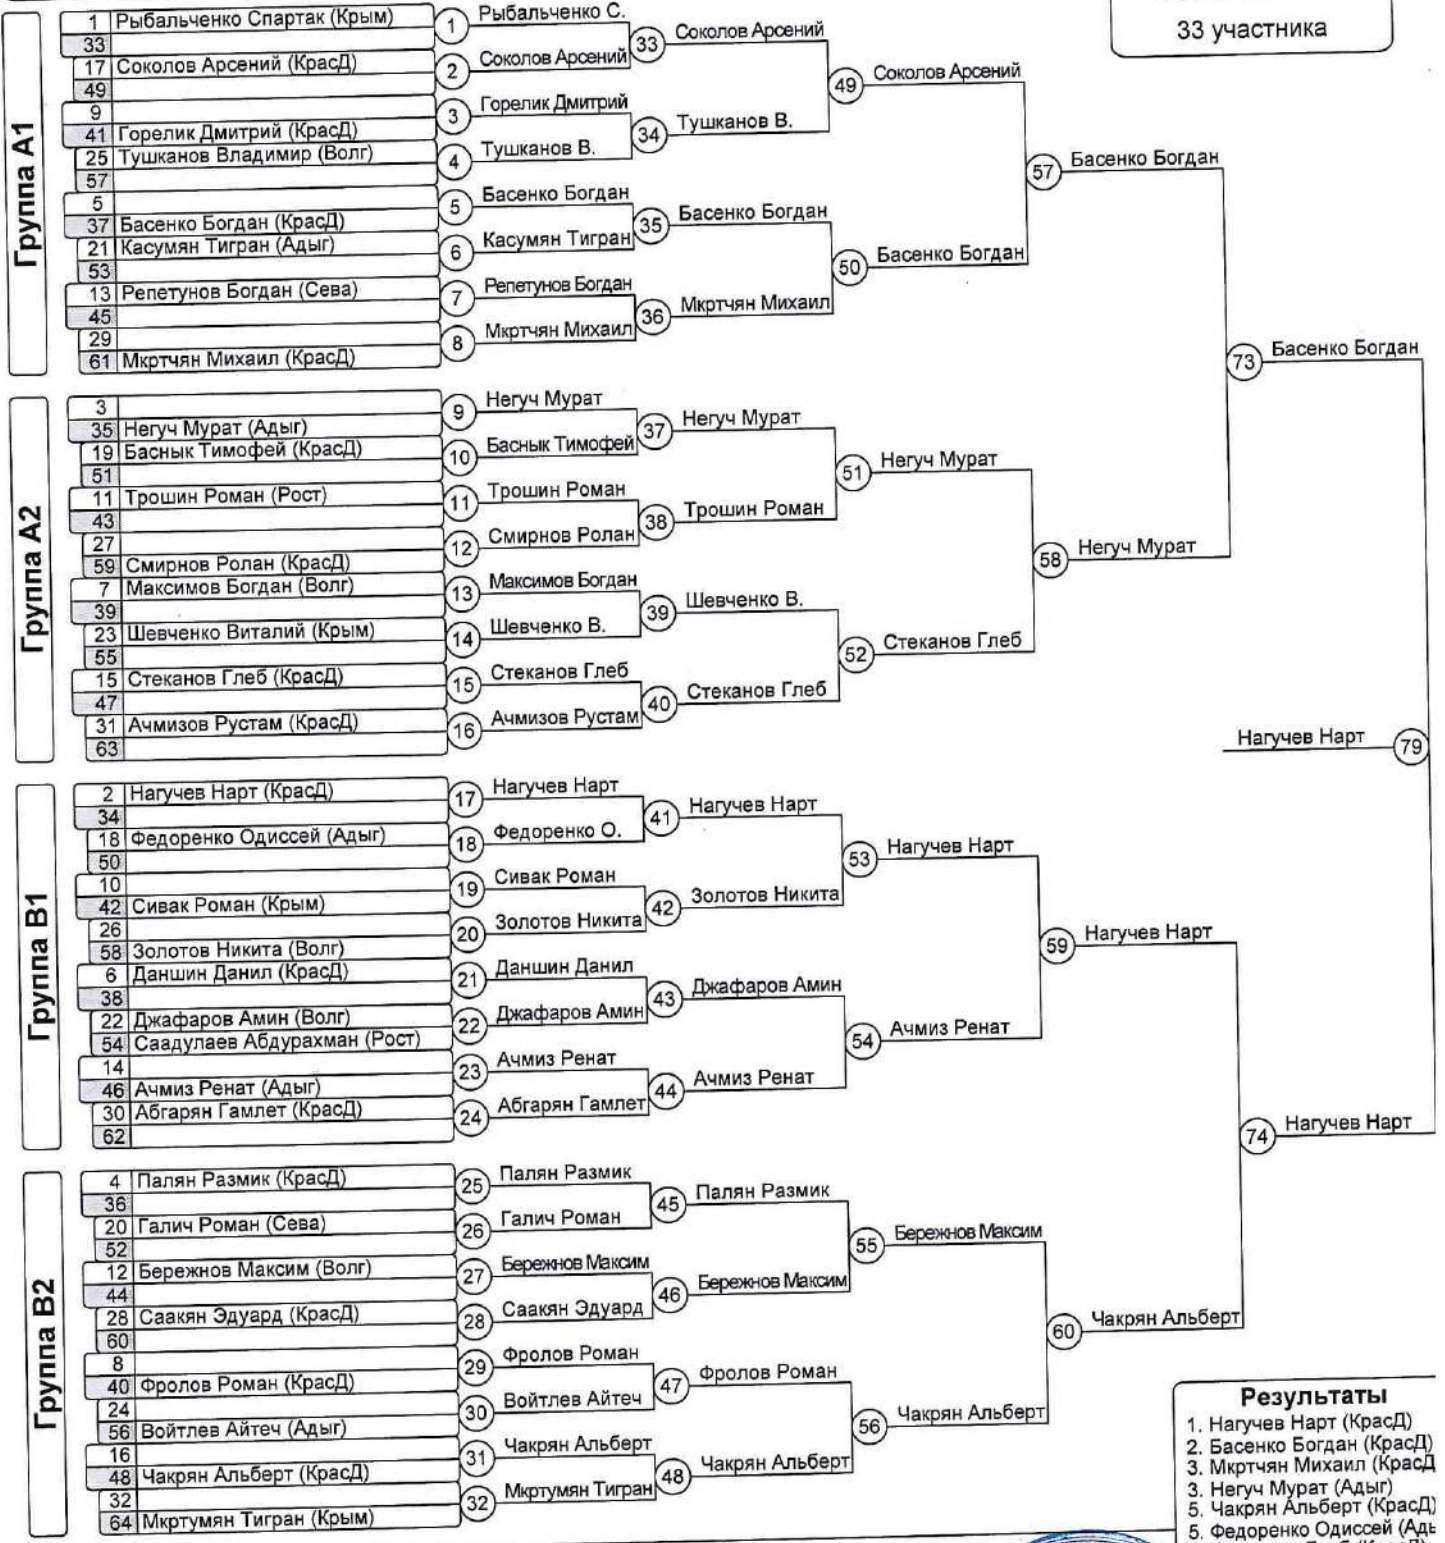 33 участника
Группа А1
1 Рыбальченко Спартак (Крым)
33
17 Соколов Арсений (КрасД)
49
9
41 Горелик Дмитрий (КрасД)
25 Тушканов Владимир (Волг)
57
5
37 Басенко Богдан (КрасД)
21 Касумян Тигран (Адыг)
53
13 Репетунов Богдан (Сева)
45
29
61 Мкртчян Михаил (КрасД)
1 Рыбальченко С.
2 Соколов Арсений
3 Горелик Дмитрий
4 Тушканов В.
5 Басенко Богдан
6 Касумян Тигран
7 Репетунов Богдан
8 Мкртчян Михаил
33 Соколов Арсений
34 Тушканов В.
35 Басенко Богдан
36 Мкртчян Михаил
49 Соколов Арсений
50 Басенко Богдан
57 Басенко Богдан
Группа А2
3
35 Негуч Мурат (Адыг)
19 Баснык Тимофей (КрасД)
51
11 Трошин Роман (Рост)
43
27
59 Смирнов Ролан (КрасД)
7 Максимов Богдан (Волг)
39
23 Шевченко Виталий (Крым)
55
15 Стеканов Глеб (КрасД)
47
31 Ачмизов Рустам (КрасД)
63
9 Негуч Мурат
10 Баснык Тимофей
11 Трошин Роман
12 Смирнов Ролан
13 Максимов Богдан
14 Шевченко В.
15 Стеканов Глеб
16 Ачмизов Рустам
37 Негуч Мурат
38 Трошин Роман
39 Шевченко В.
40 Стеканов Глеб
51 Негуч Мурат
52 Стеканов Глеб
58 Негуч Мурат
73 Басенко Богдан
Нагучев Нарт 79
Группа В1
2 Нагучев Нарт (КрасД)
34
18 Федоренко Одиссей (Адыг)
50
10
42 Сивак Роман (Крым)
26
58 Золотов Никита (Волг)
6 Даншин Данил (КрасД)
38
22 Джафаров Амин (Волг)
54 Саадулаев Абдурахман (Рост)
14
46 Ачмиз Ренат (Адыг)
30 Абгарян Гамлет (КрасД)
62
17 Нагучев Нарт
18 Федоренко О.
19 Сивак Роман
20 Золотов Никита
21 Даншин Данил
22 Джафаров Амин
23 Ачмиз Ренат
24 Абгарян Гамлет
41 Нагучев Нарт
42 Золотов Никита
43 Джафаров Амин
44 Ачмиз Ренат
53 Нагучев Нарт
54 Ачмиз Ренат
59 Нагучев Нарт
74 Нагучев Нарт
Группа В2
4 Палян Размик (КрасД)
36
20 Галич Роман (Сева)
52
12 Бережнов Максим (Волг)
44
28 Саакян Эдуард (КрасД)
60
8
40 Фролов Роман (КрасД)
24
56 Войтлев Айтеч (Адыг)
16
48 Чакрян Альберт (КрасД)
32
64 Мкртумян Тигран (Крым)
25 Палян Размик
26 Галич Роман
27 Бережнов Максим
28 Саакян Эдуард
29 Фролов Роман
30 Войтлев Айтеч
31 Чакрян Альберт
32 Мкртумян Тигран
45 Палян Размик
46 Бережнов Максим
47 Фролов Роман
48 Чакрян Альберт
55 Бережнов Максим
56 Чакрян Альберт
60 Чакрян Альберт
Результаты
1. Нагучев Нарт (КрасД)
2. Басенко Богдан (КрасД)
3. Мкртчян Михаил (КрасД
3. Негуч Мурат (Адыг)
5. Чакрян Альберт (КрасД)
5. Федоренко Одиссей (Ады